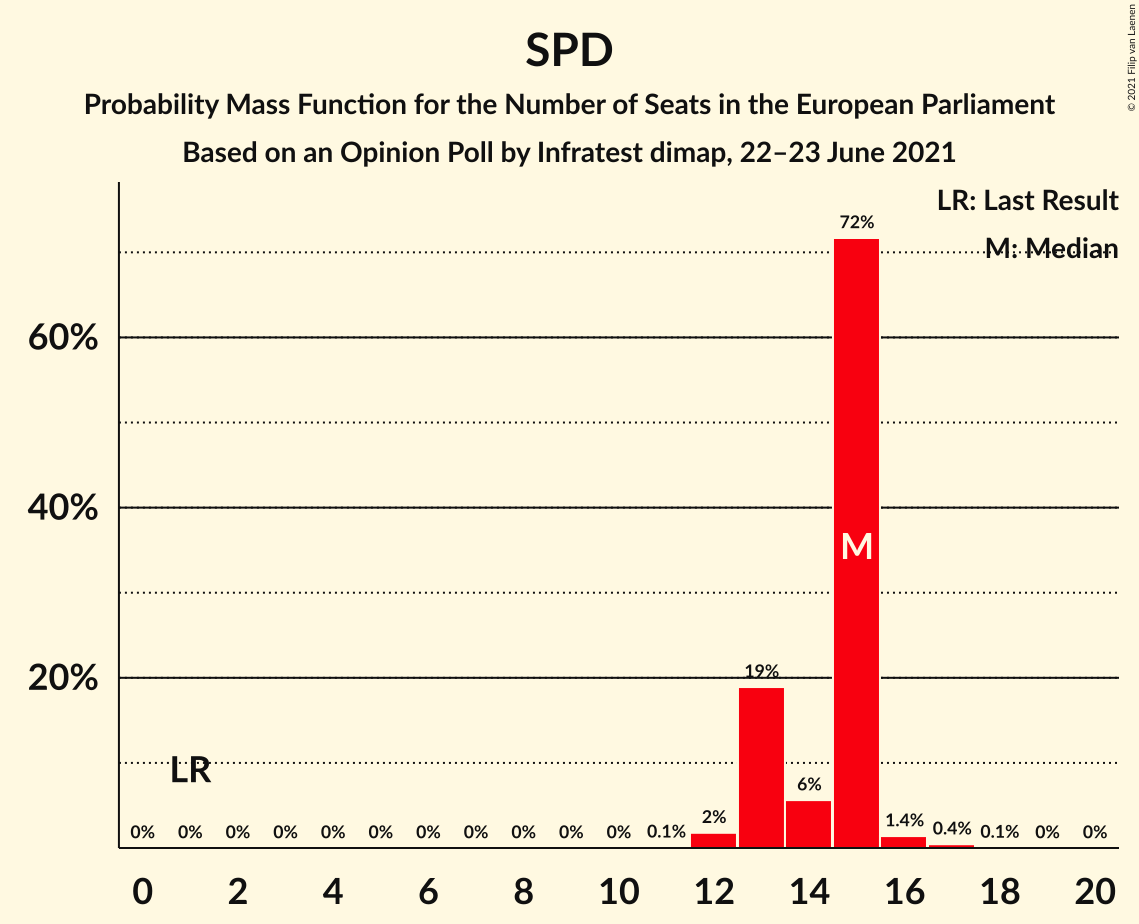 SPD
Probability Mass Function for the Number of Seats in the European Parliament
Based on an Opinion Poll by Infratest dimap, 22–23 June 2021
© 2021 Filip van Laenen
LR: Last Result
M: Median
72%
60%
40%
M
20%
19%
LR
0% 0% 0% 0% 0% 0% 0% 0% 0% 0% 0% 0.1% 2% 6% 1.4% 0.4% 0.1% 0% 0%
0 2 4 6 8 10 12 14 16 18 20